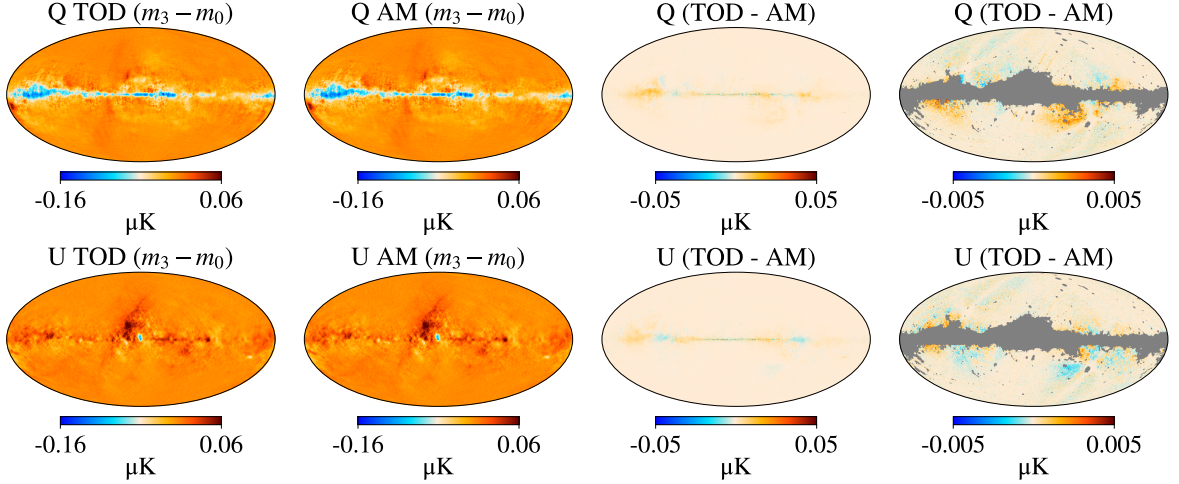 Q TOD (m₃ − m₀) Q AM (m₃ − m₀) Q (TOD - AM) Q (TOD - AM)
-0.16 0.06 -0.16 0.06 -0.05 0.05 -0.005 0.005
μK μK μK μK
U TOD (m₃ − m₀) U AM (m₃ − m₀) U (TOD - AM) U (TOD - AM)
-0.16 0.06 -0.16 0.06 -0.05 0.05 -0.005 0.005
μK μK μK μK